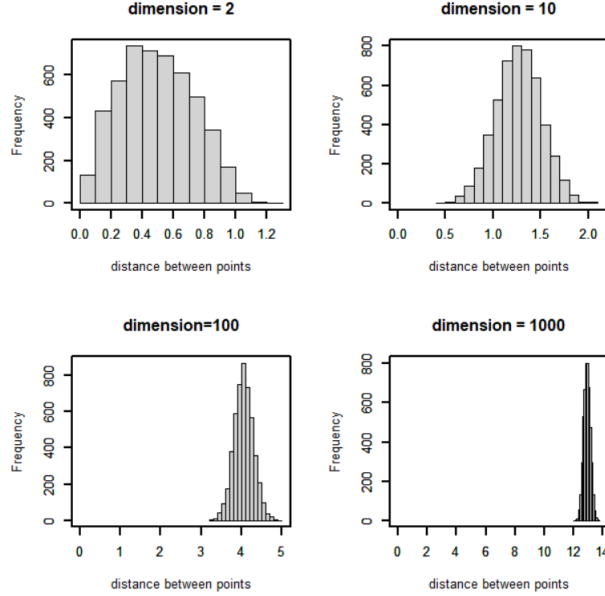 dimension = 2
Frequency
0 200 400 600
0.0 0.2 0.4 0.6 0.8 1.0 1.2
distance between points
dimension = 10
Frequency
0 200 400 600 800
0.0 0.5 1.0 1.5 2.0
distance between points
dimension=100
Frequency
0 200 400 600 800
0 1 2 3 4 5
distance between points
dimension = 1000
Frequency
0 200 400 600 800
0 2 4 6 8 10 12 14
distance between points